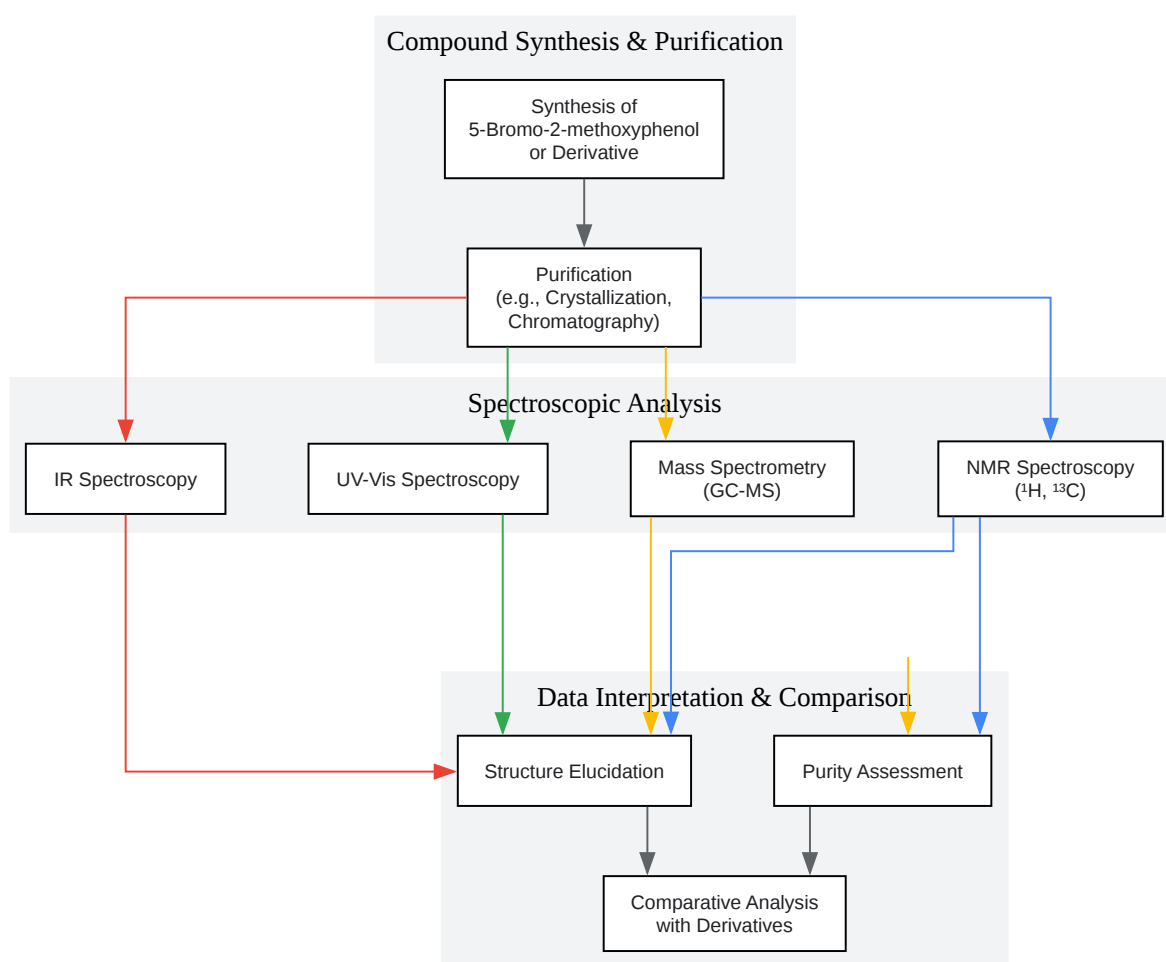 Compound Synthesis & Purification
Synthesis of
5-Bromo-2-methoxyphenol
or Derivative
Purification
(e.g., Crystallization,
Chromatography)
Spectroscopic Analysis
IR Spectroscopy
UV-Vis Spectroscopy
Mass Spectrometry
(GC-MS)
NMR Spectroscopy
(¹H, ¹³C)
Data Interpretation & Comparison
Structure Elucidation
Purity Assessment
Comparative Analysis
with Derivatives